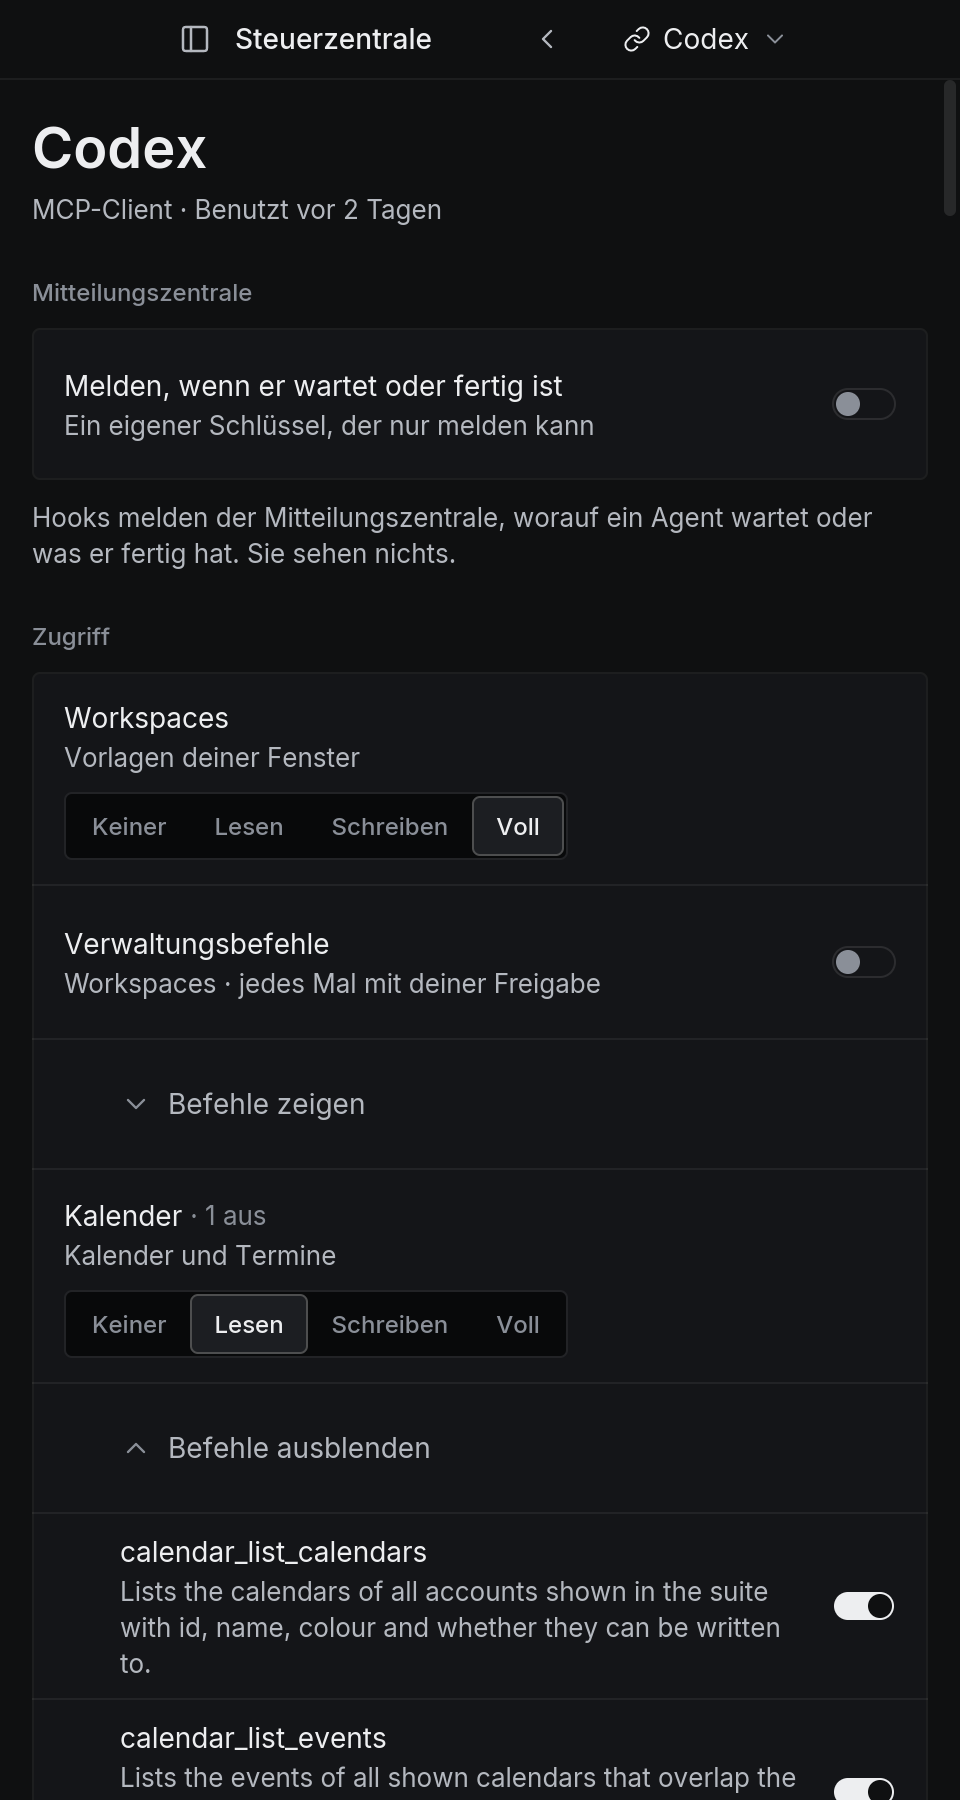 Steuerzentrale
Codex
Codex
MCP-Client · Benutzt vor 2 Tagen
Mitteilungszentrale
Melden, wenn er wartet oder fertig ist
Ein eigener Schlüssel, der nur melden kann
Hooks melden der Mitteilungszentrale, worauf ein Agent wartet oder
was er fertig hat. Sie sehen nichts.
Zugriff
Workspaces
Vorlagen deiner Fenster
Keiner Lesen Schreiben Voll
Verwaltungsbefehle
Workspaces · jedes Mal mit deiner Freigabe
Befehle zeigen
Kalender · 1 aus
Kalender und Termine
Keiner Lesen Schreiben Voll
Befehle ausblenden
calendar_list_calendars
Lists the calendars of all accounts shown in the suite
with id, name, colour and whether they can be written
to.
calendar_list_events
Lists the events of all shown calendars that overlap the